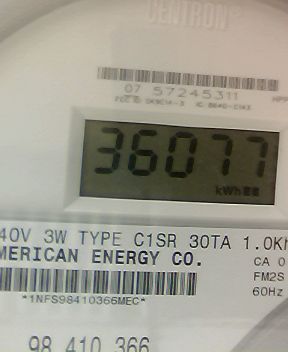 CENTRON®
07 57245311
36077
kWh
40V 3W TYPE C1SR 30TA 1.0Kh
MERICAN ENERGY CO.
CA 0
FM2S
60Hz
*1NFS98410366MEC*
98 410 366